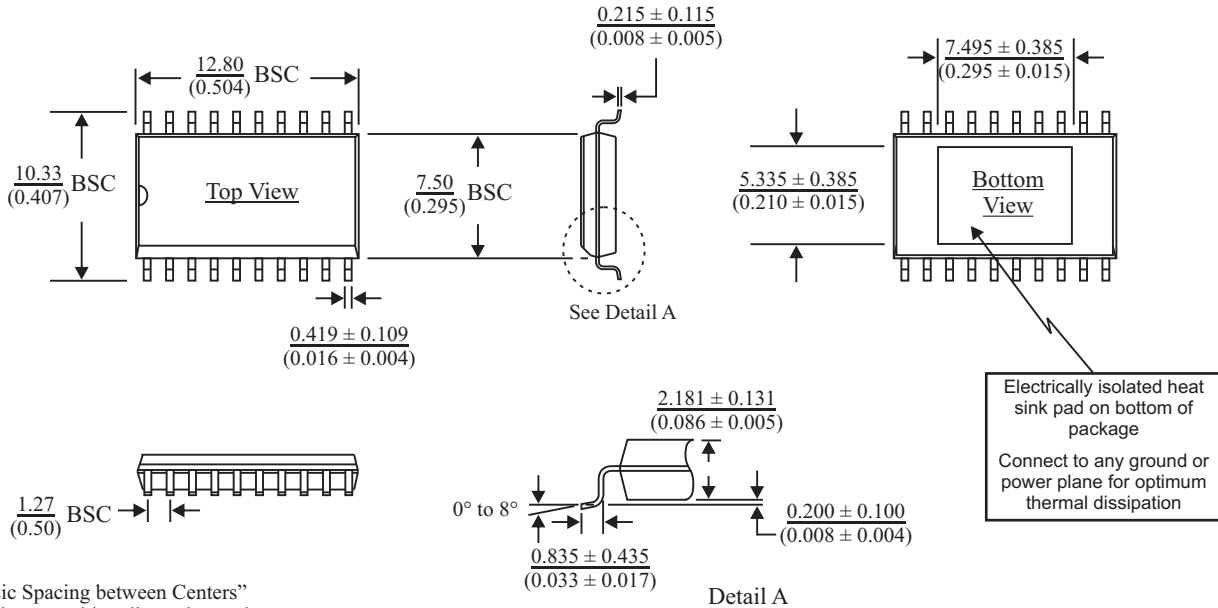 0.215 ± 0.115
(0.008 ± 0.005)
12.80
(0.504)
BSC
7.495 ± 0.385
(0.295 ± 0.015)
10.33
(0.407)
BSC
Top View
7.50
(0.295)
BSC
5.335 ± 0.385
(0.210 ± 0.015)
Bottom
View
See Detail A
0.419 ± 0.109
(0.016 ± 0.004)
Electrically isolated heat
sink pad on bottom of
package
Connect to any ground or
power plane for optimum
thermal dissipation
2.181 ± 0.131
(0.086 ± 0.005)
1.27
(0.50)
BSC
0° to 8°
0.200 ± 0.100
(0.008 ± 0.004)
0.835 ± 0.435
(0.033 ± 0.017)
Detail A
Spacing between Centers”